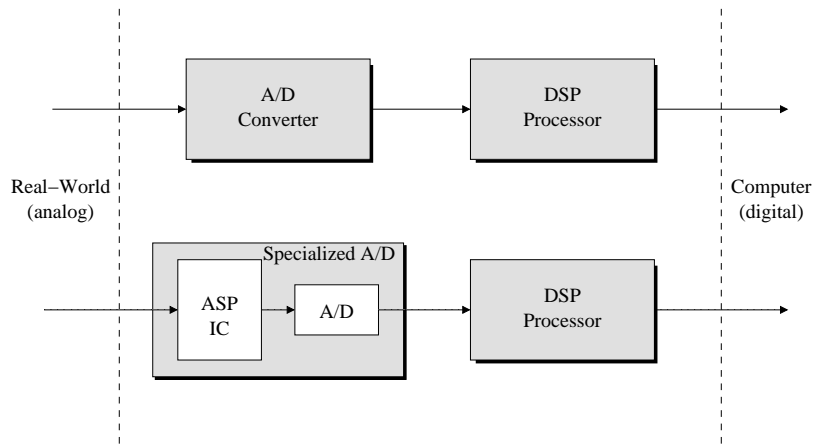 A/D
Converter
DSP
Processor
Real−World
(analog)
Computer
(digital)
Specialized A/D
ASP
IC
A/D
DSP
Processor